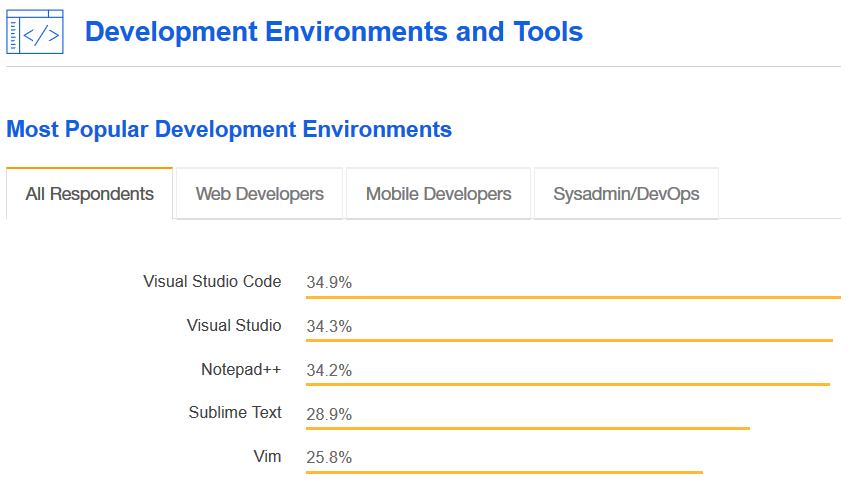 </>
Development Environments and Tools
Most Popular Development Environments
All Respondents Web Developers Mobile Developers Sysadmin/DevOps
Visual Studio Code 34.9%
Visual Studio 34.3%
Notepad++ 34.2%
Sublime Text 28.9%
Vim 25.8%